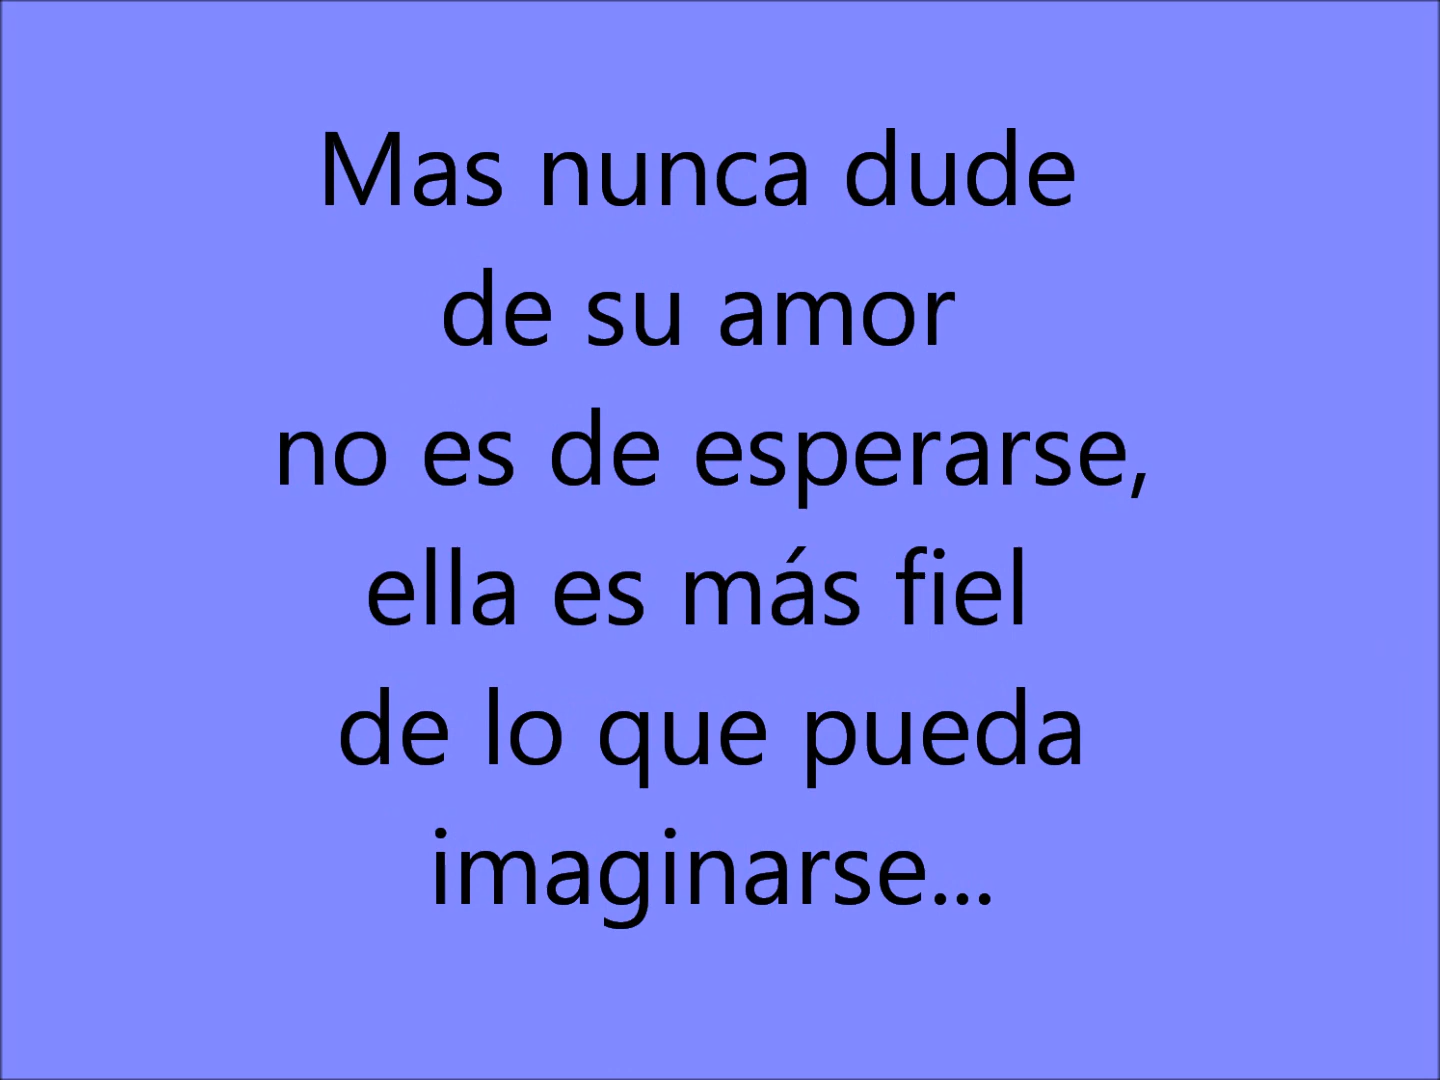 Mas nunca dude
de su amor
no es de esperarse,
ella es más fiel
de lo que pueda
imaginarse...